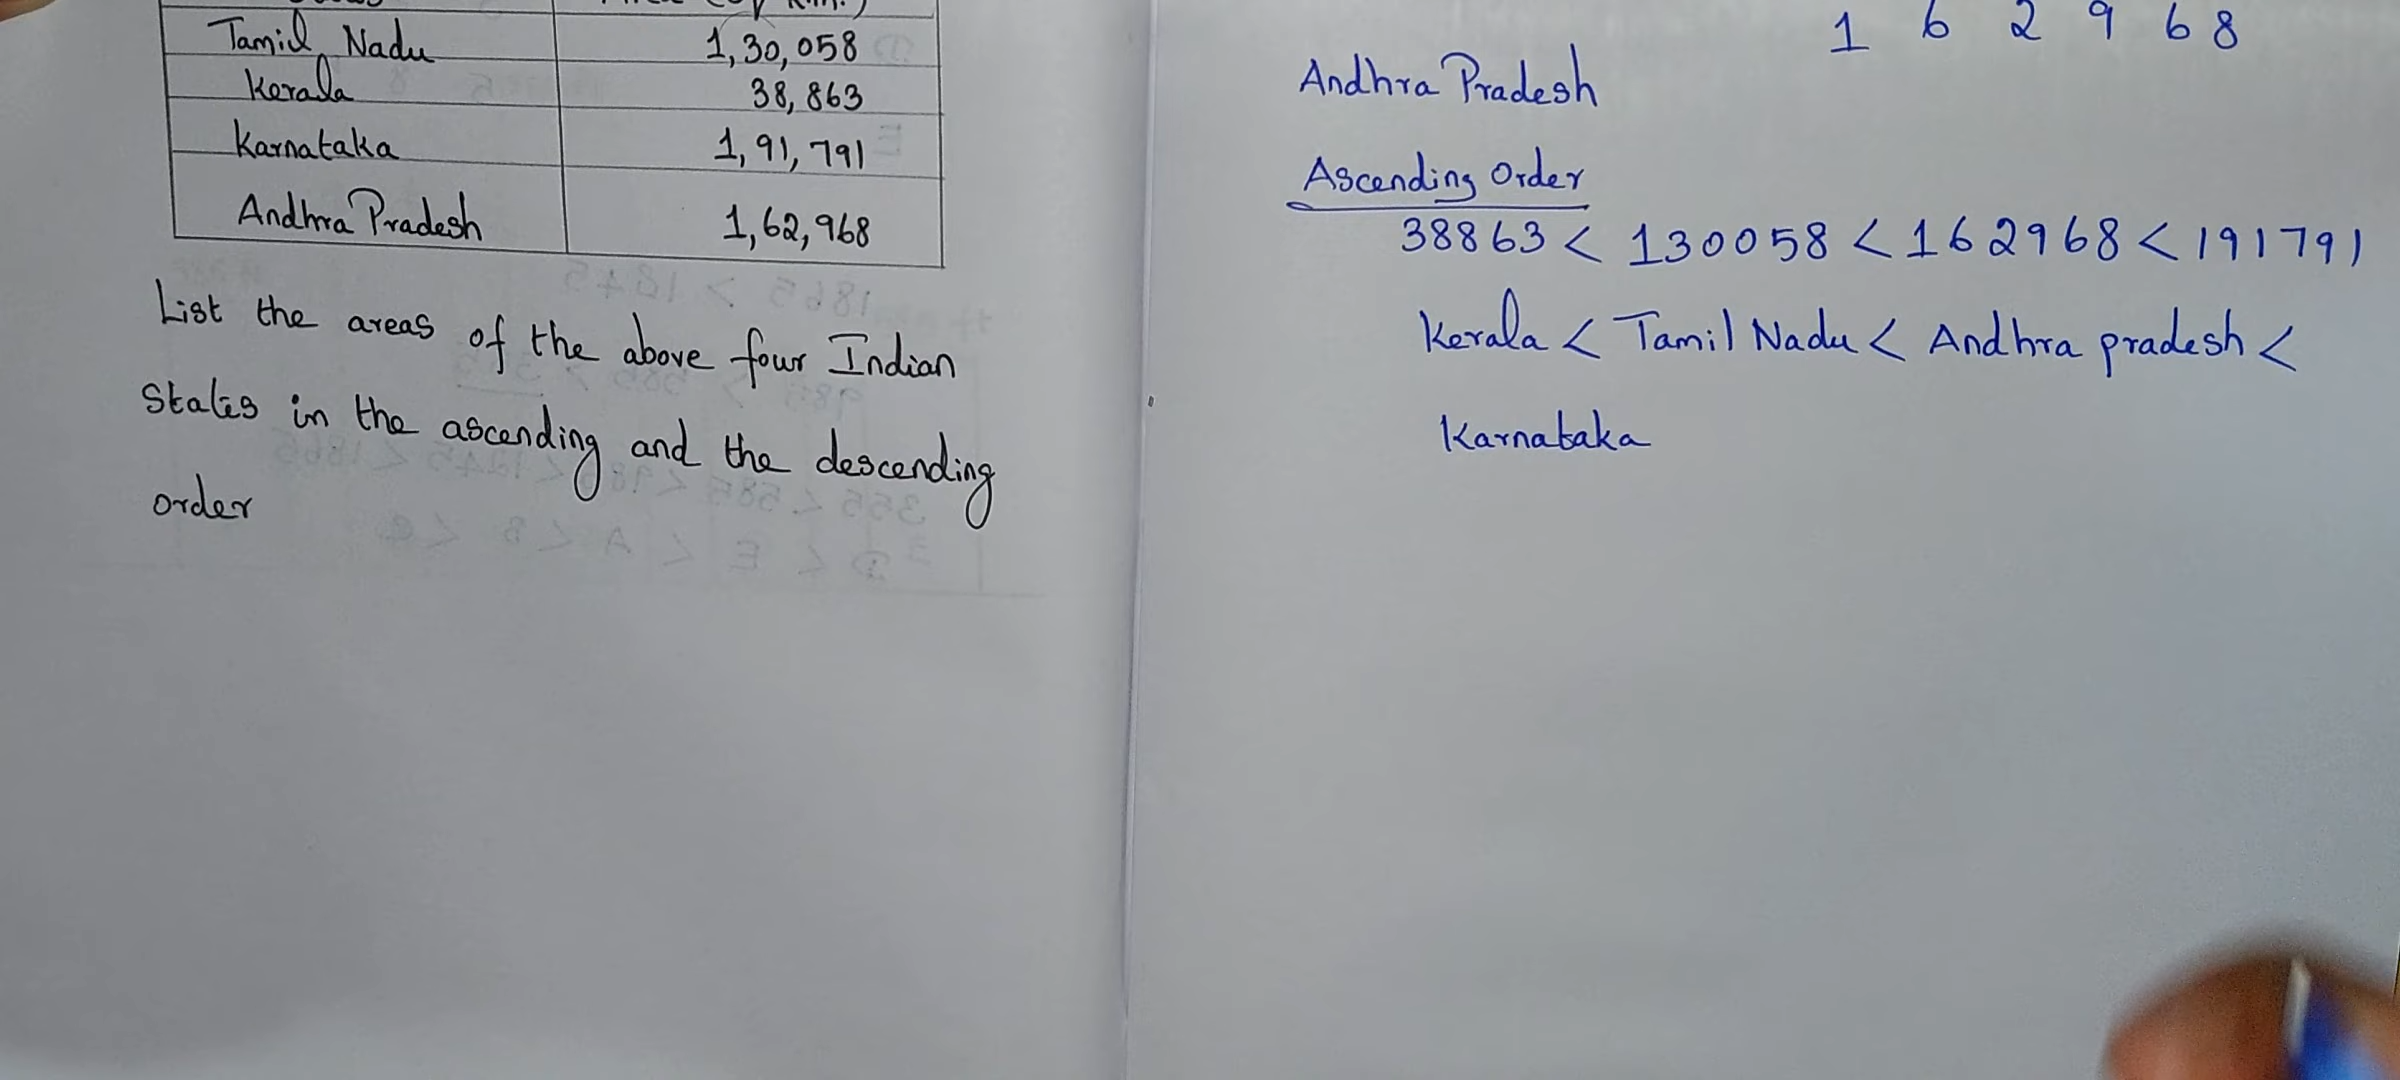 Tamil Nadu 1,30,058
Kerala 38,863
Karnataka 1,91,791
Andhra Pradesh 1,62,968
List the areas of the above four Indian
States in the ascending and the descending
order
1 6 2 9 6 8
Andhra Pradesh
Ascending Order
38863 < 130058 < 162968 < 191791
Kerala < Tamil Nadu < Andhra pradesh <
Karnataka